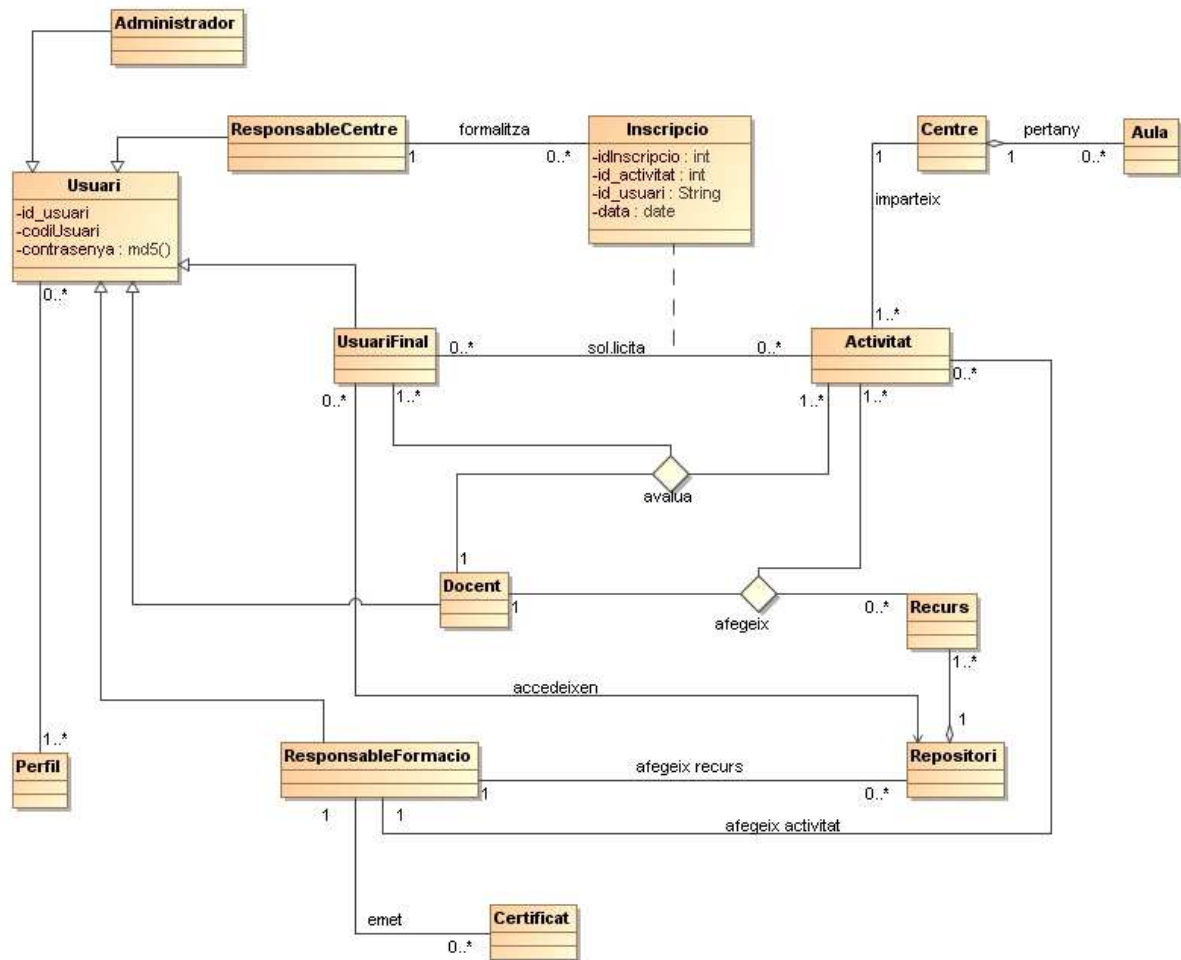 Administrador
ResponsableCentre
1
formalitza
0..*
Inscripcio
-idInscripcio : int
-id_activitat : int
-id_usuari : String
-data : date
Centre
1
pertany
1
0..*
Aula
imparteix
1..*
Usuari
-id_usuari
-codiUsuari
-contrasenya : md5()
0..*
UsuariFinal
0..*
sol.licita
0..*
Activitat
0..*
0..*
1..*
1..*
1..*
avalua
1
Docent
1
afegeix
0..*
Recurs
1..*
accedeixen
1
1..*
Perfil
ResponsableFormacio
1
afegeix recurs
0..*
Repositori
1
1
afegeix activitat
emet
0..*
Certificat